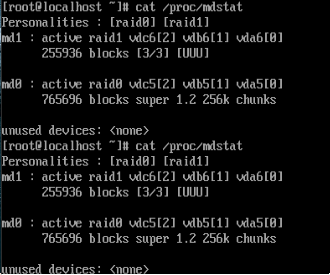 [root@localhost ~]# cat /proc/mdstat
Personalities : [raid0] [raid1]
md1 : active raid1 vdc6[2] vdb6[1] vda6[0]
      255936 blocks [3/3] [UUU]

md0 : active raid0 vdc5[2] vdb5[1] vda5[0]
      765696 blocks super 1.2 256k chunks

unused devices: <none>
[root@localhost ~]# cat /proc/mdstat
Personalities : [raid0] [raid1]
md1 : active raid1 vdc6[2] vdb6[1] vda6[0]
      255936 blocks [3/3] [UUU]

md0 : active raid0 vdc5[2] vdb5[1] vda5[0]
      765696 blocks super 1.2 256k chunks

unused devices: <none>